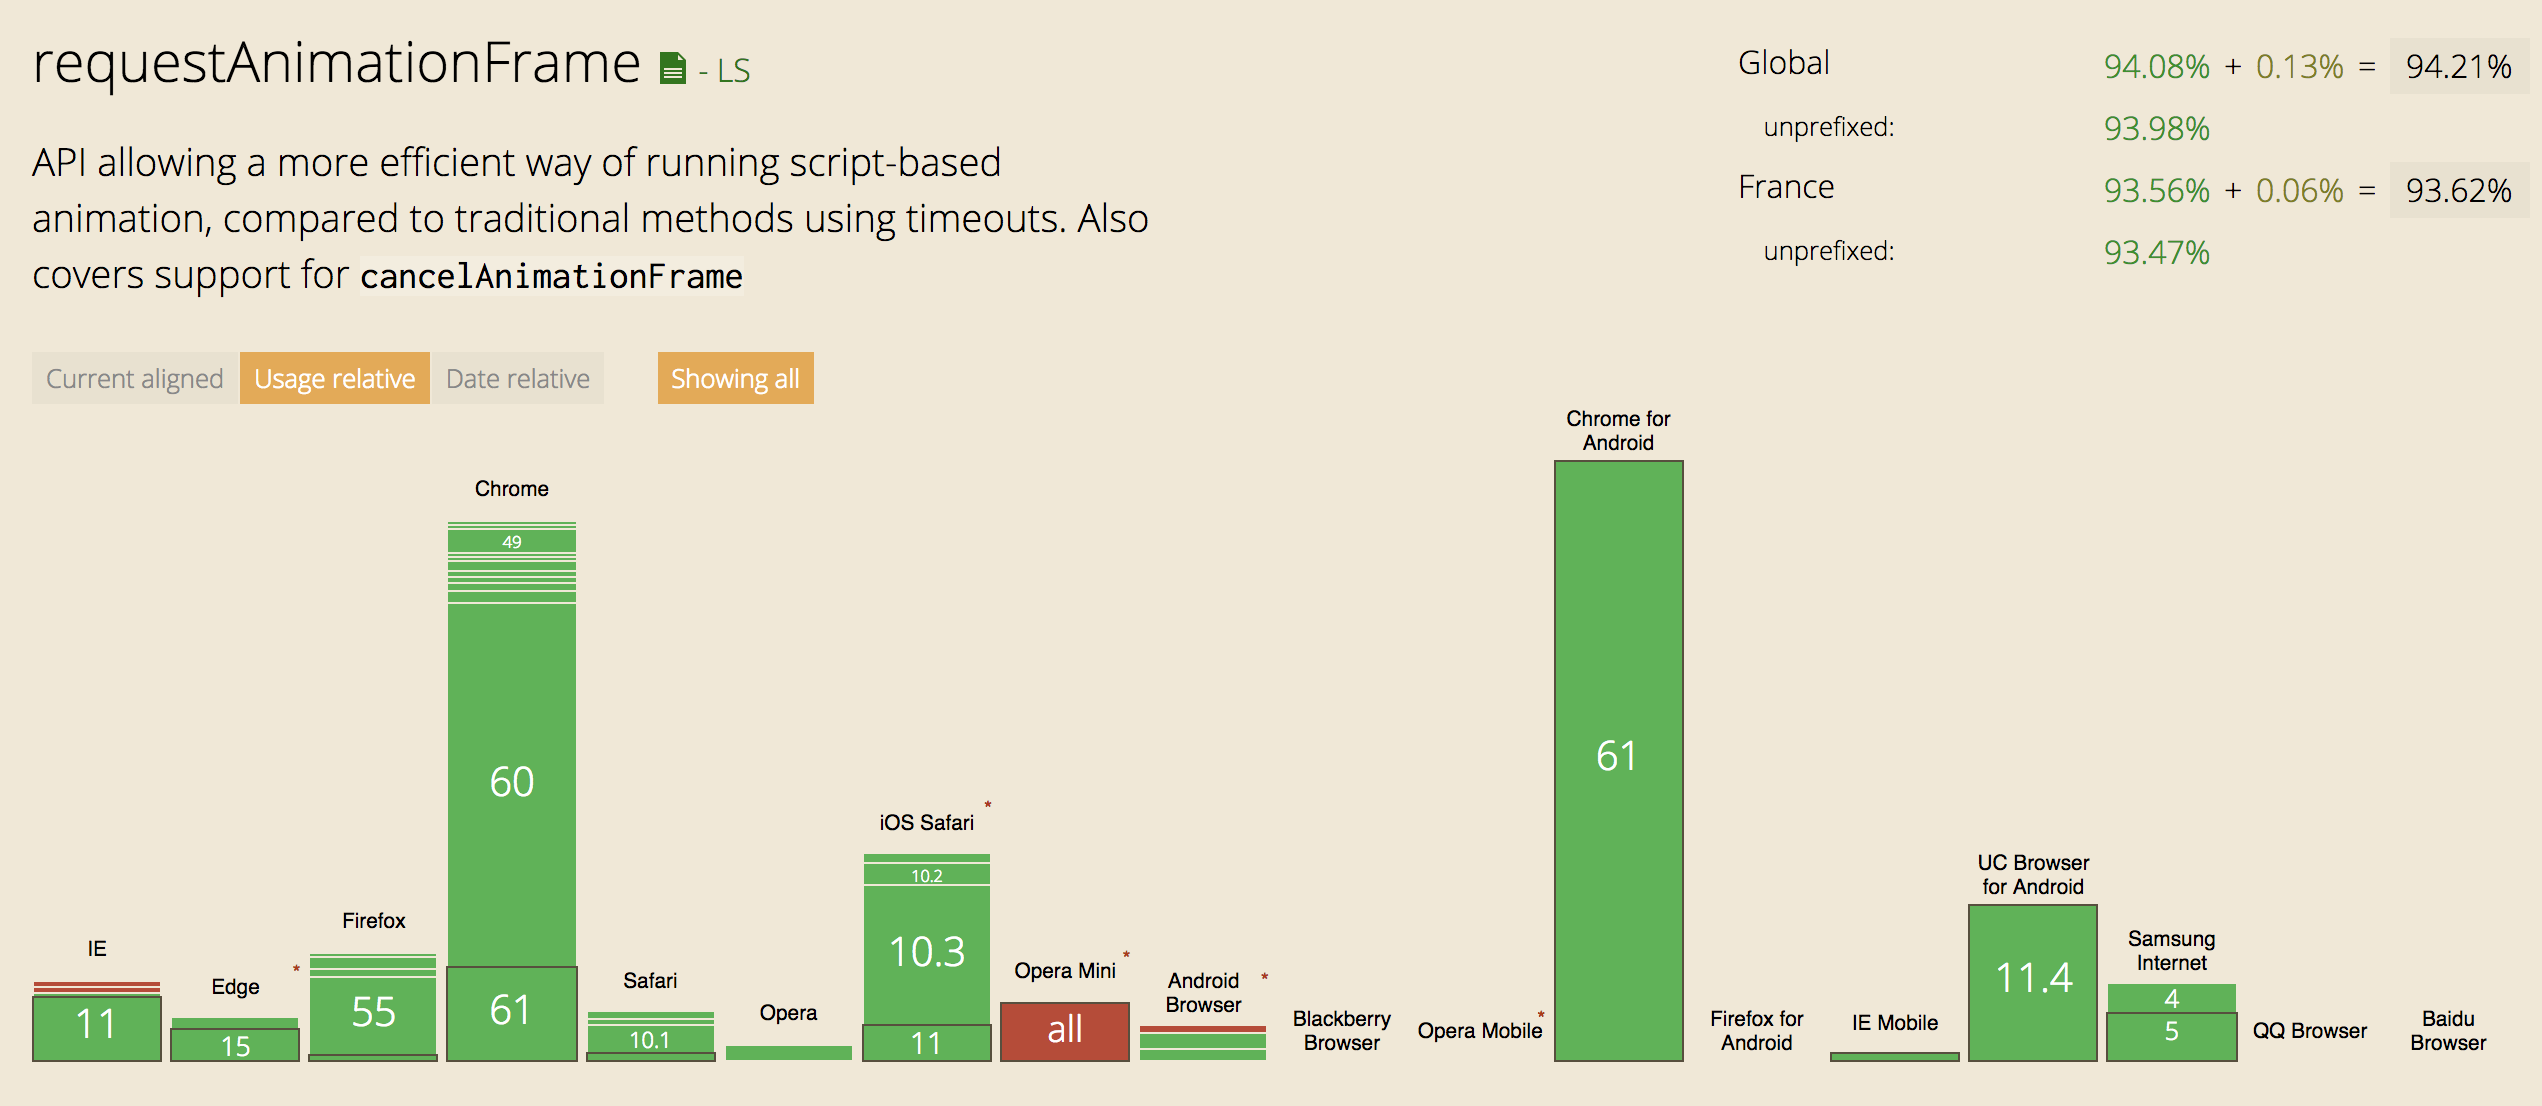 requestAnimationFrame - LS
API allowing a more efficient way of running script-based
animation, compared to traditional methods using timeouts. Also
covers support for cancelAnimationFrame
Global 94.08% + 0.13% = 94.21%
unprefixed: 93.98%
France 93.56% + 0.06% = 93.62%
unprefixed: 93.47%
Current aligned Usage relative Date relative Showing all
IE
11
Edge *
15
Firefox
55
Chrome
49
60
61
Safari
10.1
Opera
iOS Safari *
10.2
10.3
11
Opera Mini *
all
Android
Browser *
Blackberry
Browser
Opera Mobile *
Chrome for
Android
61
Firefox for
Android
IE Mobile
UC Browser
for Android
11.4
Samsung
Internet
4
5
QQ Browser
Baidu
Browser